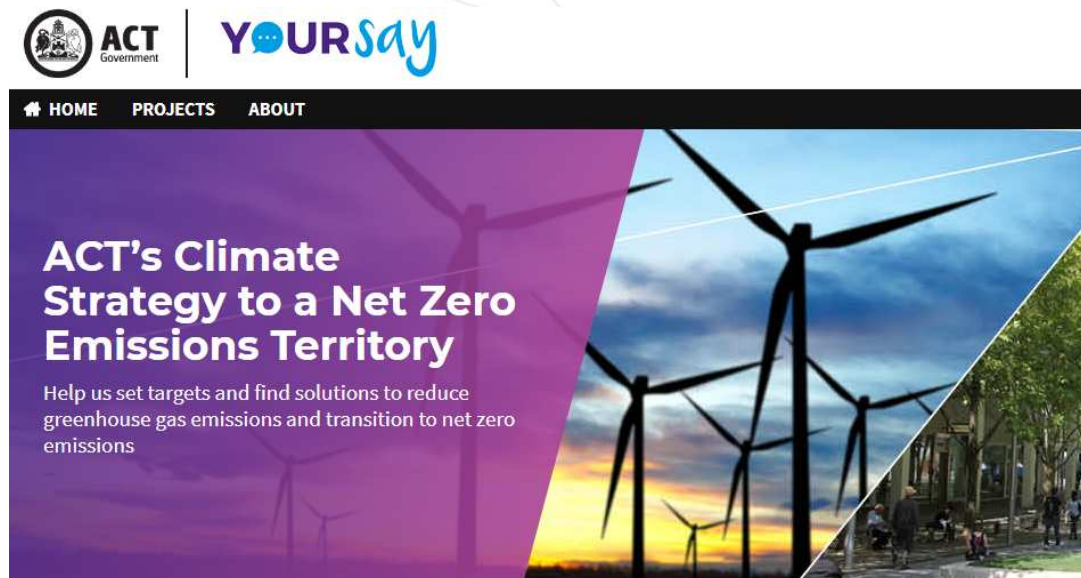 ACT
Government
YOURSAY
HOME PROJECTS ABOUT
ACT's Climate
Strategy to a Net Zero
Emissions Territory
Help us set targets and find solutions to reduce
greenhouse gas emissions and transition to net zero
emissions